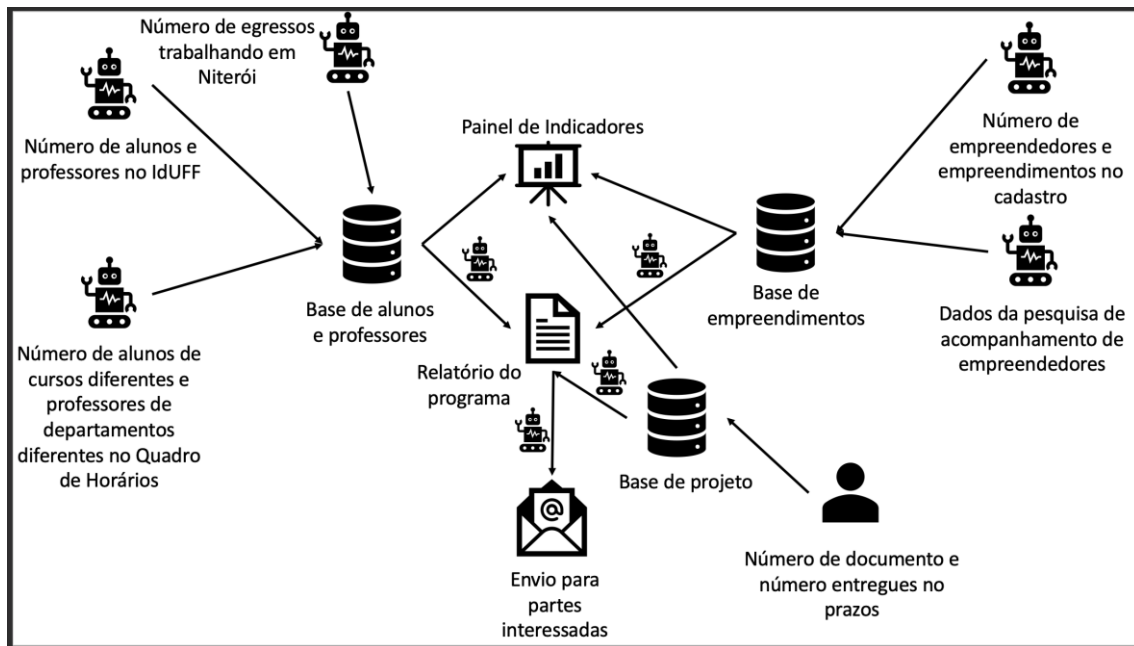 Número de egressos
trabalhando em
Niterói
Número de alunos e
professores no IdUFF
Painel de Indicadores
Número de
empreendedores e
empreendimentos no
cadastro
Base de alunos
e professores
Base de
empreendimentos
Dados da pesquisa de
acompanhamento de
empreendedores
Número de alunos de
cursos diferentes e
professores de
departamentos
diferentes no Quadro
de Horários
Relatório do
programa
Base de projeto
@
Envio para
partes
interessadas
Número de documento e
número entregues no
prazos